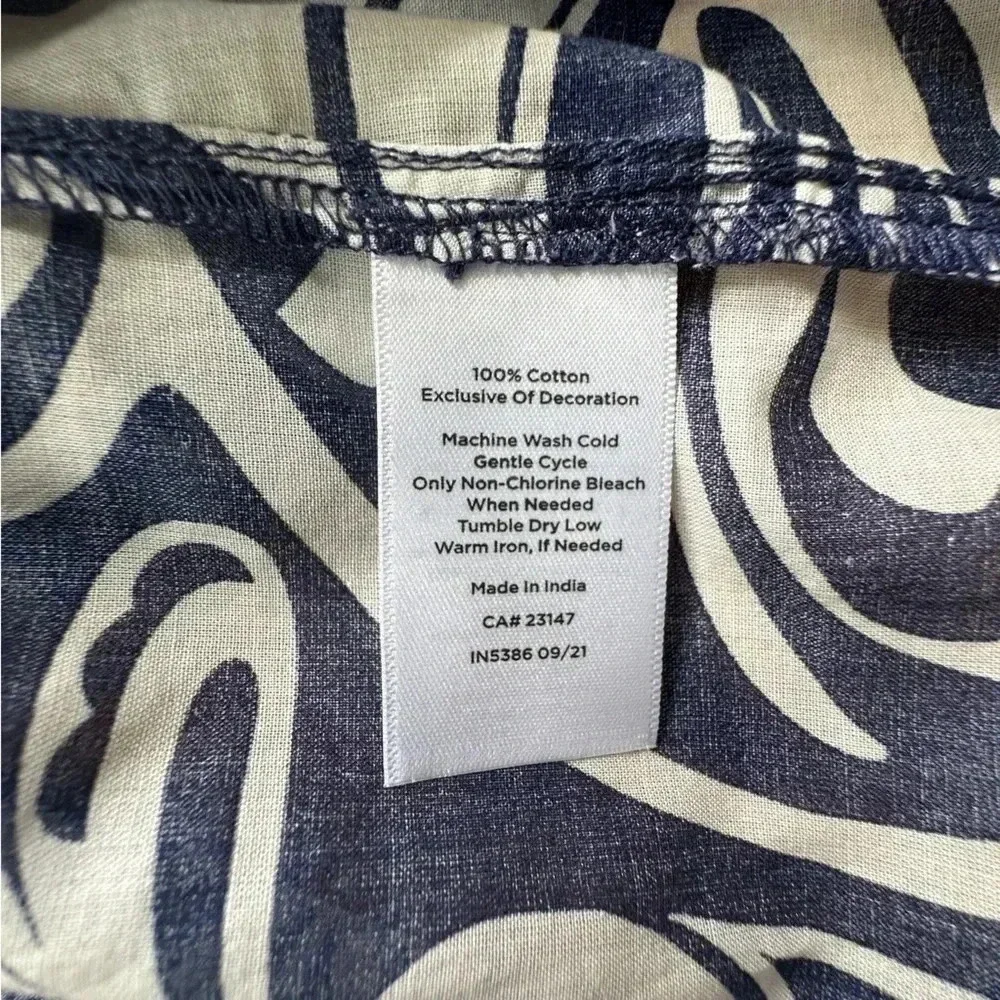 100% Cotton
Exclusive Of Decoration
Machine Wash Cold
Gentle Cycle
Only Non-Chlorine Bleach
When Needed
Tumble Dry Low
Warm Iron, If Needed
Made in India
CA# 23147
IN5386 09/21